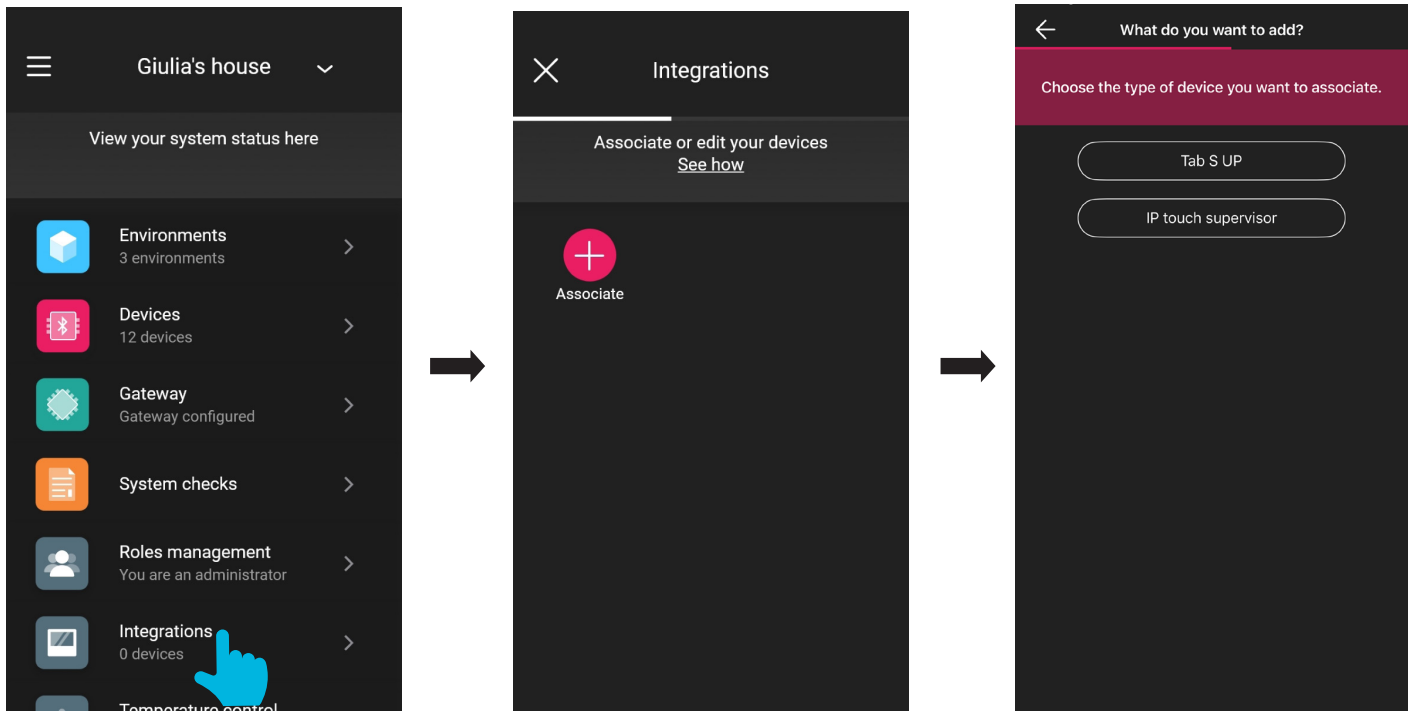 Giulia's house
View your system status here
Environments
3 environments
Devices
12 devices
Gateway
Gateway configured
System checks
Roles management
You are an administrator
Integrations
0 devices
Temperature control
Integrations
Associate or edit your devices
See how
Associate
What do you want to add?
Choose the type of device you want to associate.
Tab S UP
IP touch supervisor